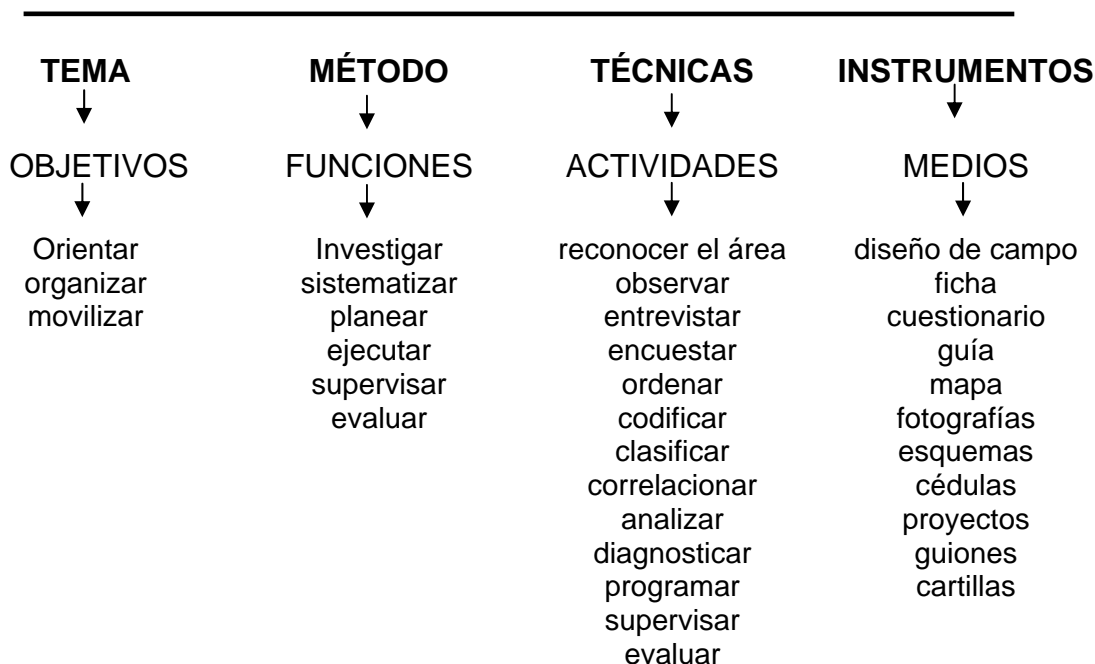 TEMA MÉTODO TÉCNICAS INSTRUMENTOS
OBJETIVOS FUNCIONES ACTIVIDADES MEDIOS
Orientar Investigar reconocer el área diseño de campo
organizar sistematizar observar ficha
movilizar planear entrevistar cuestionario
ejecutar encuestar guía
supervisar ordenar mapa
evaluar codificar fotografías
clasificar esquemas
correlacionar cédulas
analizar proyectos
diagnosticar guiones
programar cartillas
supervisar
evaluar